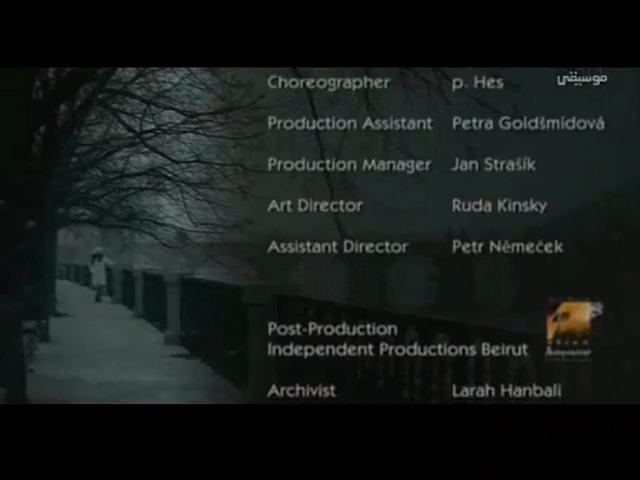 موسيقى
Choreographer p. Hes
Production Assistant Petra Goldšmídová
Production Manager Jan Strašík
Art Director Ruda Kinsky
Assistant Director Petr Němeček
Post-Production
Independent Productions Beirut
Archivist Larah Hanbali